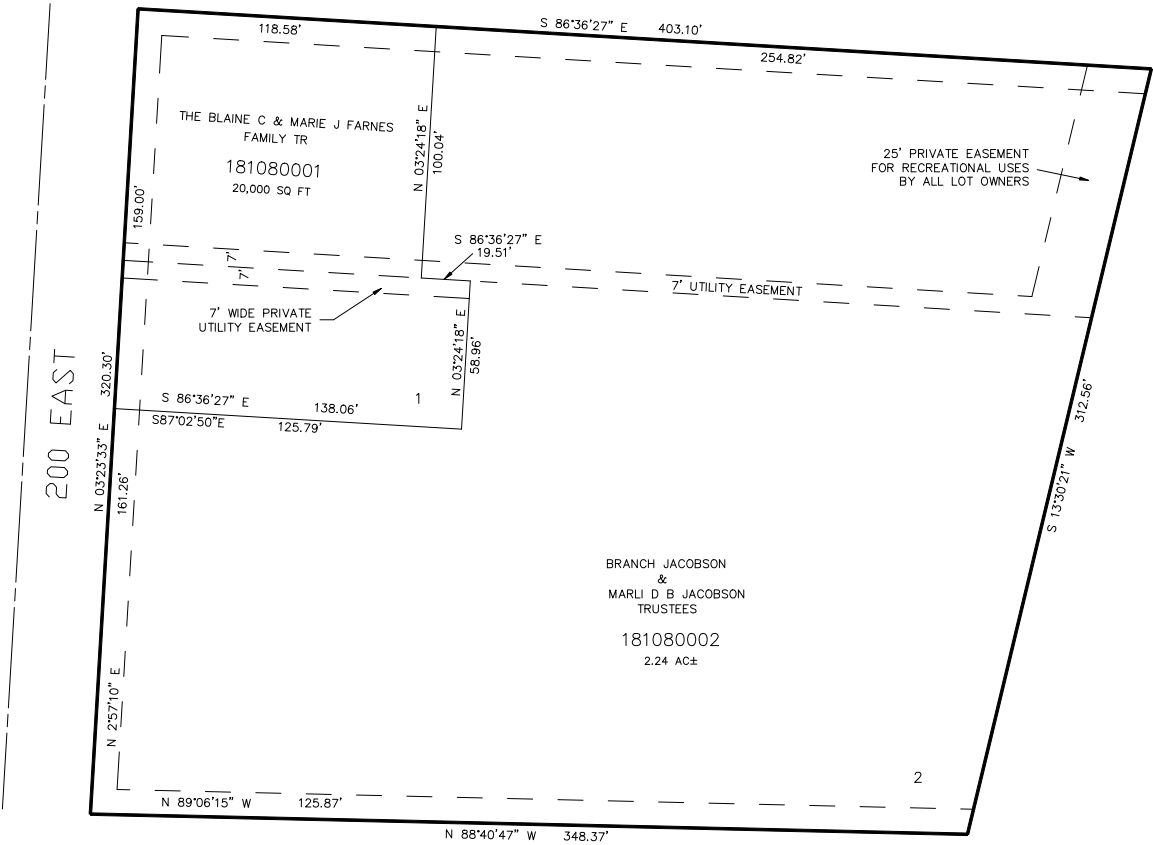 S 86°36'27" E 403.10'
118.58'
254.82'
THE BLAINE C & MARIE J FARNES
FAMILY TR
181080001
20,000 SQ FT
N 03°24'18" E
100.04'
25' PRIVATE EASEMENT
FOR RECREATIONAL USES
BY ALL LOT OWNERS
159.00'
S 86°36'27" E
19.51'
7'
7'
7' UTILITY EASEMENT
7' WIDE PRIVATE
UTILITY EASEMENT
N 03°24'18" E
58.96'
200 EAST
N 03°23'33" E 320.30'
S 86°36'27" E 138.06'
1
S87°02'50"E 125.79'
S 13°30'21" W 312.56'
161.26'
BRANCH JACOBSON
&
MARLI D B JACOBSON
TRUSTEES
181080002
2.24 AC±
N 2°57'10" E
2
N 89°06'15" W 125.87'
N 88°40'47" W 348.37'